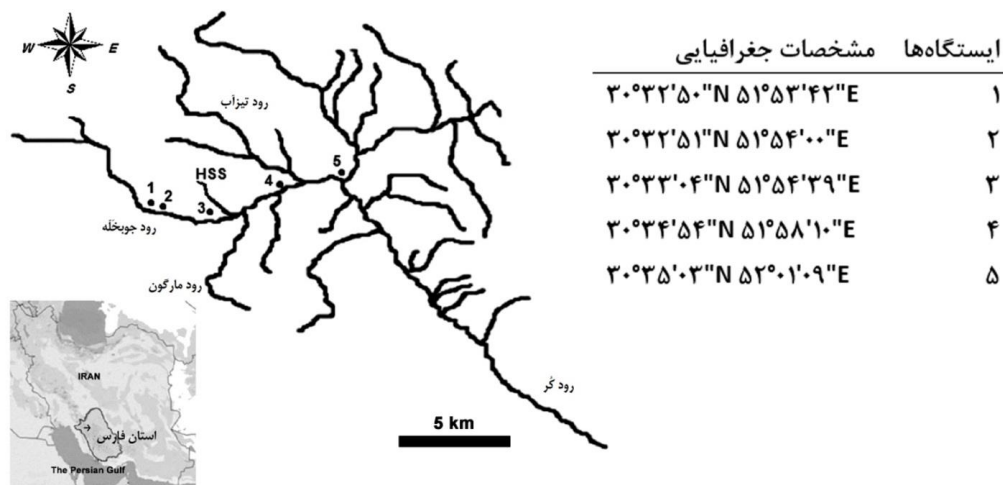 W E
S
رود تیزآب
5
HSS
4
1 2
3
رود جوبخَلّه
رود مارگون
IRAN
استان فارس
The Persian Gulf
رود کُر
5 km
ایستگاه‌ها مشخصات جغرافیایی
۱ ۳۰°۳۲'۵۰"N ۵۱°۵۳'۴۲"E
۲ ۳۰°۳۲'۵۱"N ۵۱°۵۴'۰۰"E
۳ ۳۰°۳۳'۰۴"N ۵۱°۵۴'۳۹"E
۴ ۳۰°۳۴'۵۴"N ۵۱°۵۸'۱۰"E
۵ ۳۰°۳۵'۰۳"N ۵۲°۰۱'۰۹"E